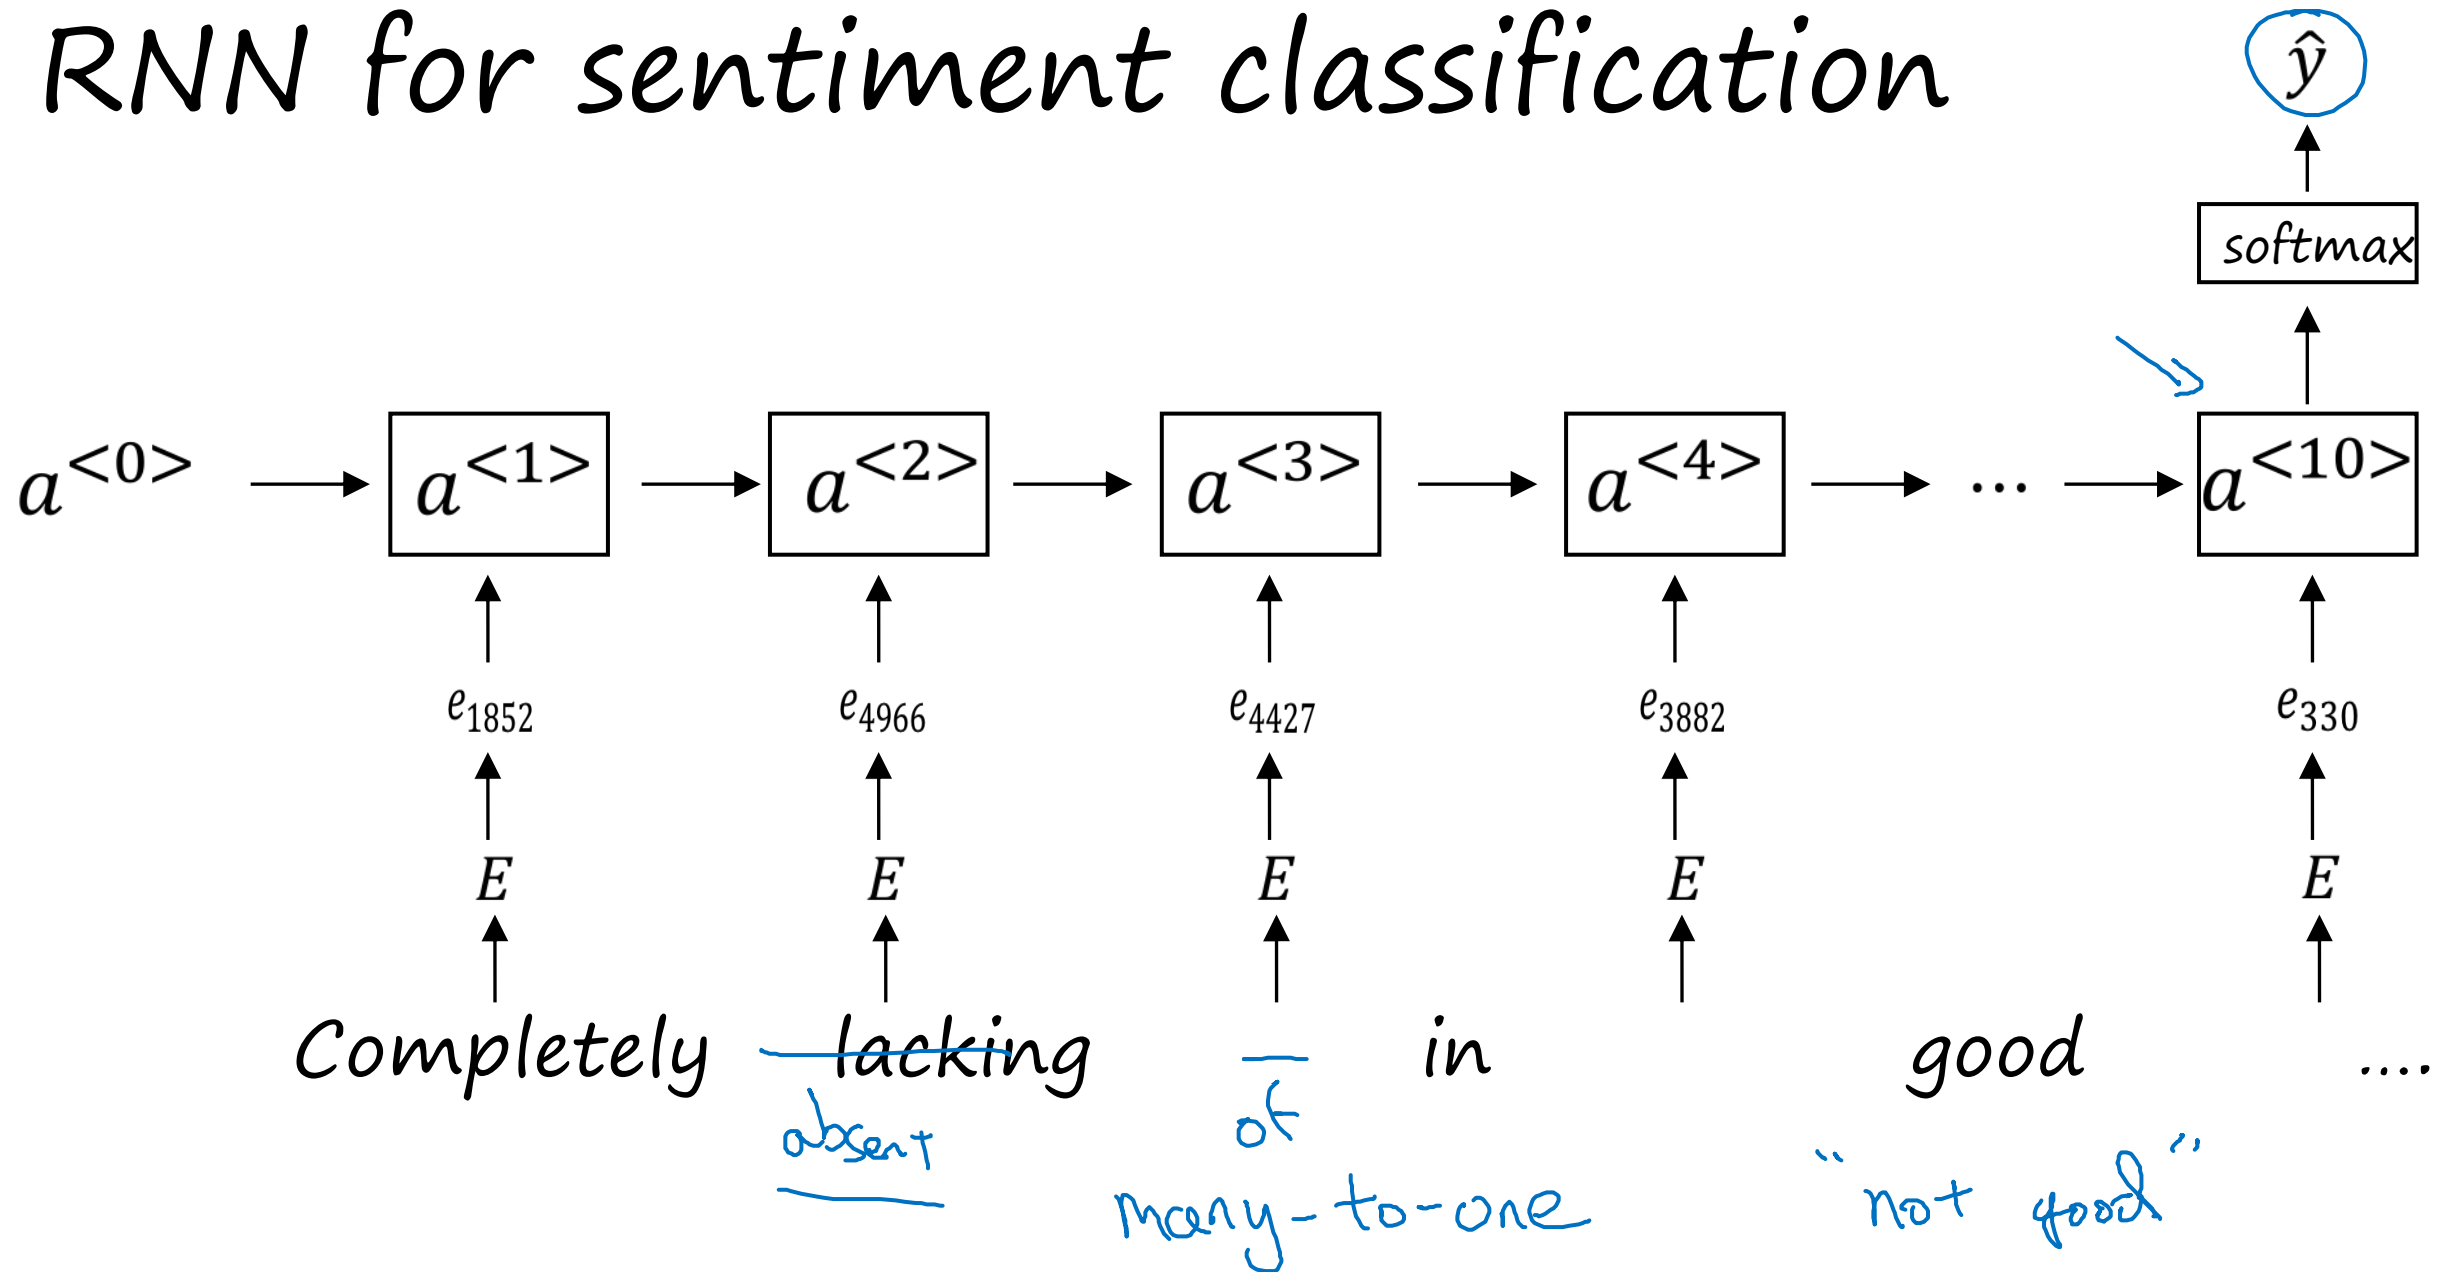 RNN for sentiment classification
ŷ
softmax
a<0> a<1> a<2> a<3> a<4> ... a<10>
e1852 e4966 e4427 e3882 e330
E E E E E
Completely lacking in good ....
absent of
many-to-one "not good"